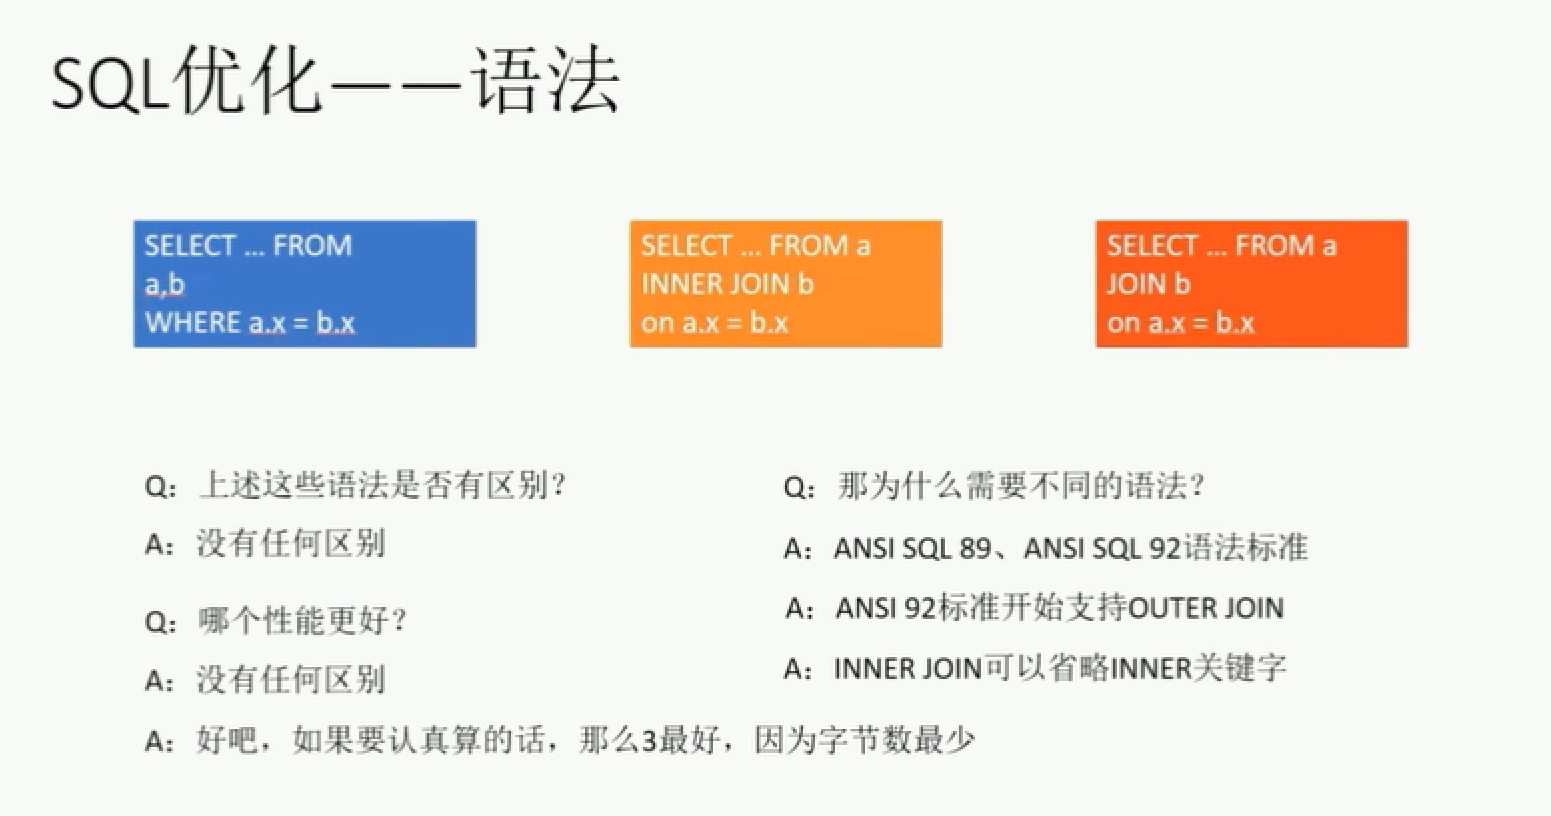 SQL优化——语法
SELECT ... FROM
a,b
WHERE a.x = b.x
SELECT ... FROM a
INNER JOIN b
on a.x = b.x
SELECT ... FROM a
JOIN b
on a.x = b.x
Q：上述这些语法是否有区别？
A：没有任何区别
Q：哪个性能更好？
A：没有任何区别
A：好吧，如果要认真算的话，那么3最好，因为字节数最少
Q：那为什么需要不同的语法？
A：ANSI SQL 89、ANSI SQL 92语法标准
A：ANSI 92标准开始支持OUTER JOIN
A：INNER JOIN可以省略INNER关键字